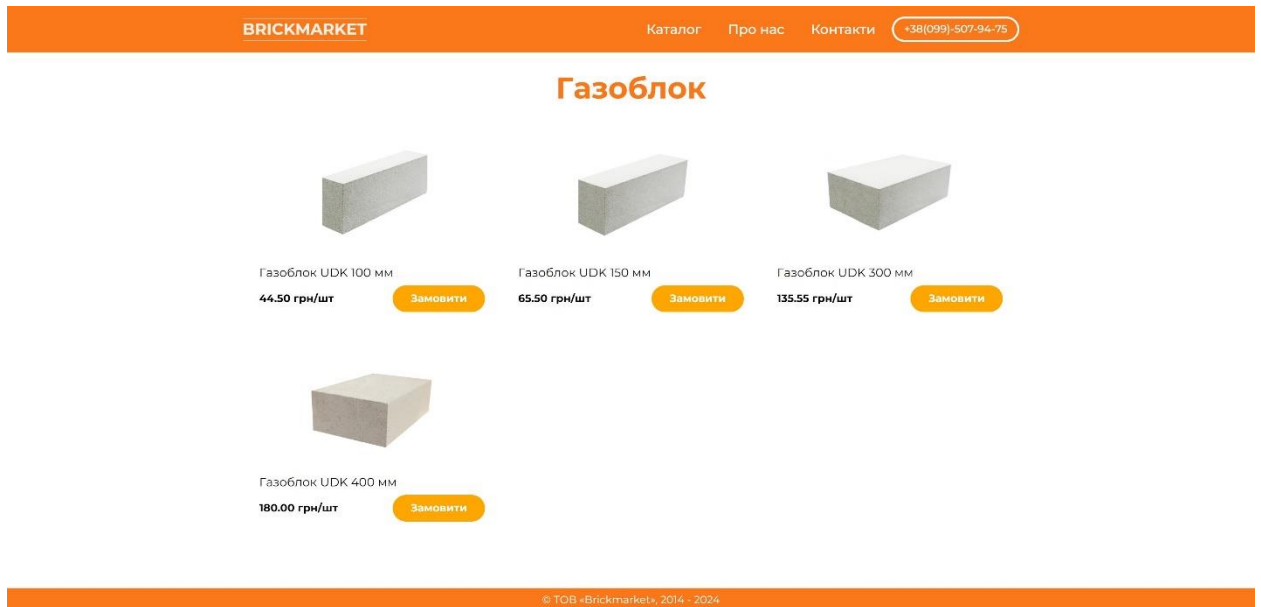 BRICKMARKET
Каталог Про нас Контакти +38(099)-507-94-75
Газоблок
Газоблок UDK 100 мм
44.50 грн/шт Замовити
Газоблок UDK 150 мм
65.50 грн/шт Замовити
Газоблок UDK 300 мм
135.55 грн/шт Замовити
Газоблок UDK 400 мм
180.00 грн/шт Замовити
© ТОВ «Brickmarket», 2014 - 2024